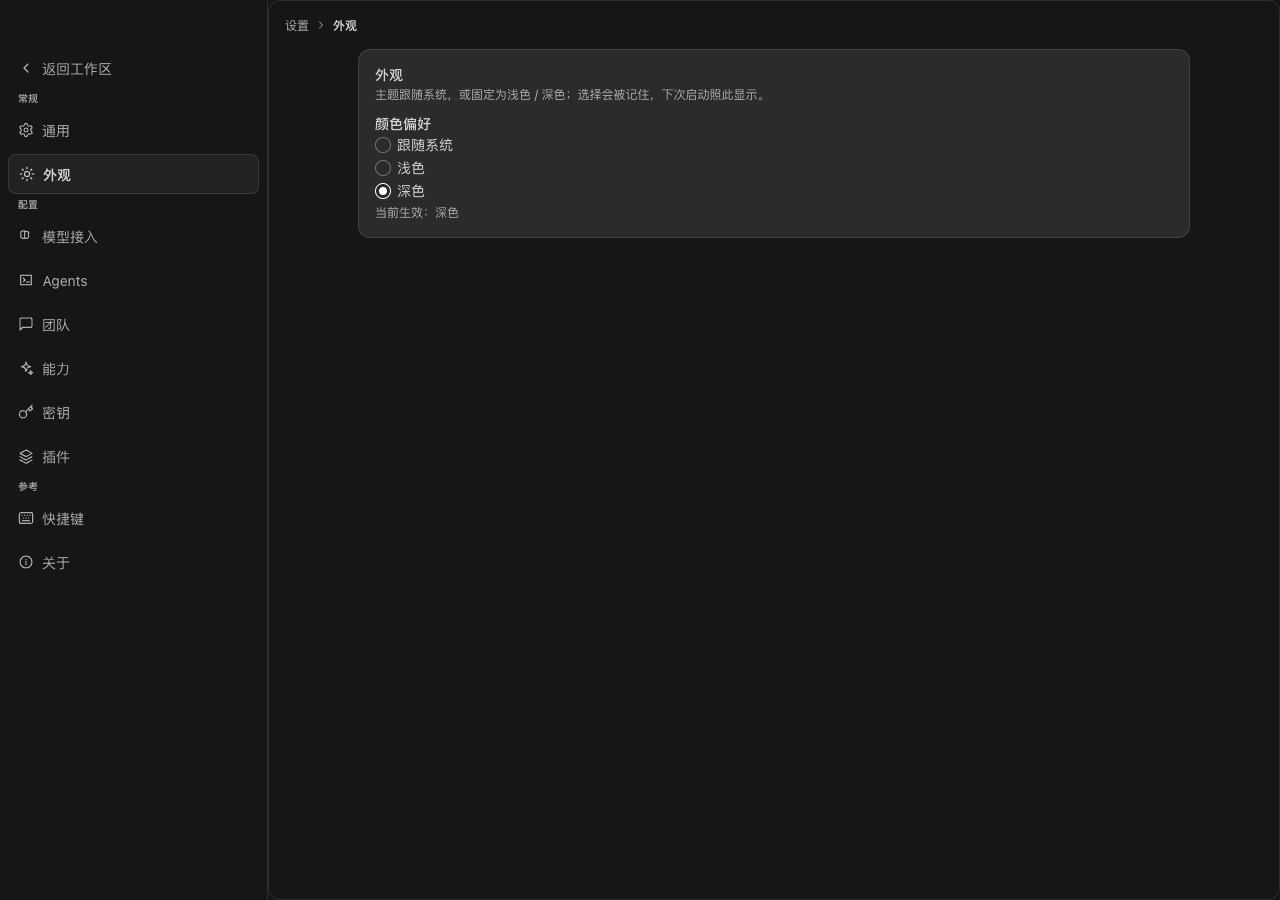 设置 > 外观
返回工作区
常规
通用
外观
配置
模型接入
Agents
团队
能力
密钥
插件
参考
快捷键
关于
外观
主题跟随系统，或固定为浅色 / 深色；选择会被记住，下次启动照此显示。
颜色偏好
跟随系统
浅色
深色
当前生效：深色